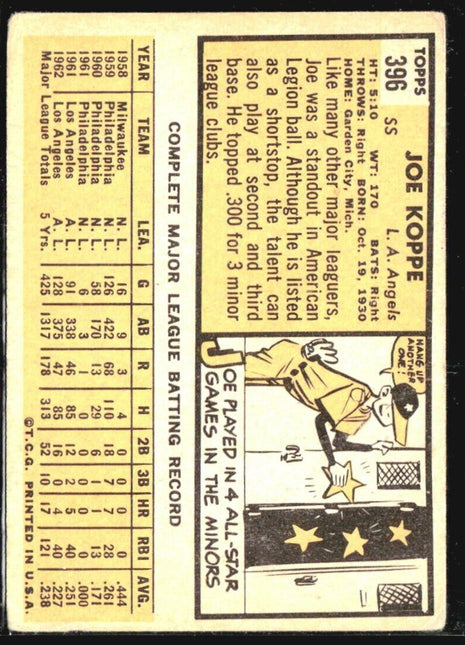 TOPPS
396
JOE KOPPE
SS L. A. Angels
HT: 5:10 WT: 170 BATS: Right
THROWS: Right BORN: Oct. 19, 1930
HOME: Garden City, Mich.
Like many other major leaguers,
Joe was a standout in American
Legion ball. Although he is listed
as a shortstop, the talent can
also play at second and third
base. He topped .300 for 3 minor
league clubs.
HANG UP
ANOTHER
ONE!
JOE PLAYED IN 4 ALL-STAR
GAMES IN THE MINORS
COMPLETE MAJOR LEAGUE BATTING RECORD
YEAR TEAM LEA. G AB R H 2B 3B HR RBI AVG.
1958 Milwaukee N. L. 16 9 3 4 0 0 0 0 .444
1959 Philadelphia N. L. 126 422 68 110 18 7 7 28 .261
1960 Philadelphia N. L. 58 170 13 29 6 1 1 13 .171
1961 Philadelphia N. L. 6 3 1 0 0 0 0 0 .000
1961 Los Angeles A. L. 91 338 46 85 12 2 5 40 .251
1962 Los Angeles A. L. 128 375 47 85 16 0 4 40 .227
Major League Totals 5 Yrs. 425 1317 178 313 52 10 17 121 .238
©T.C.G. PRINTED IN U.S.A.